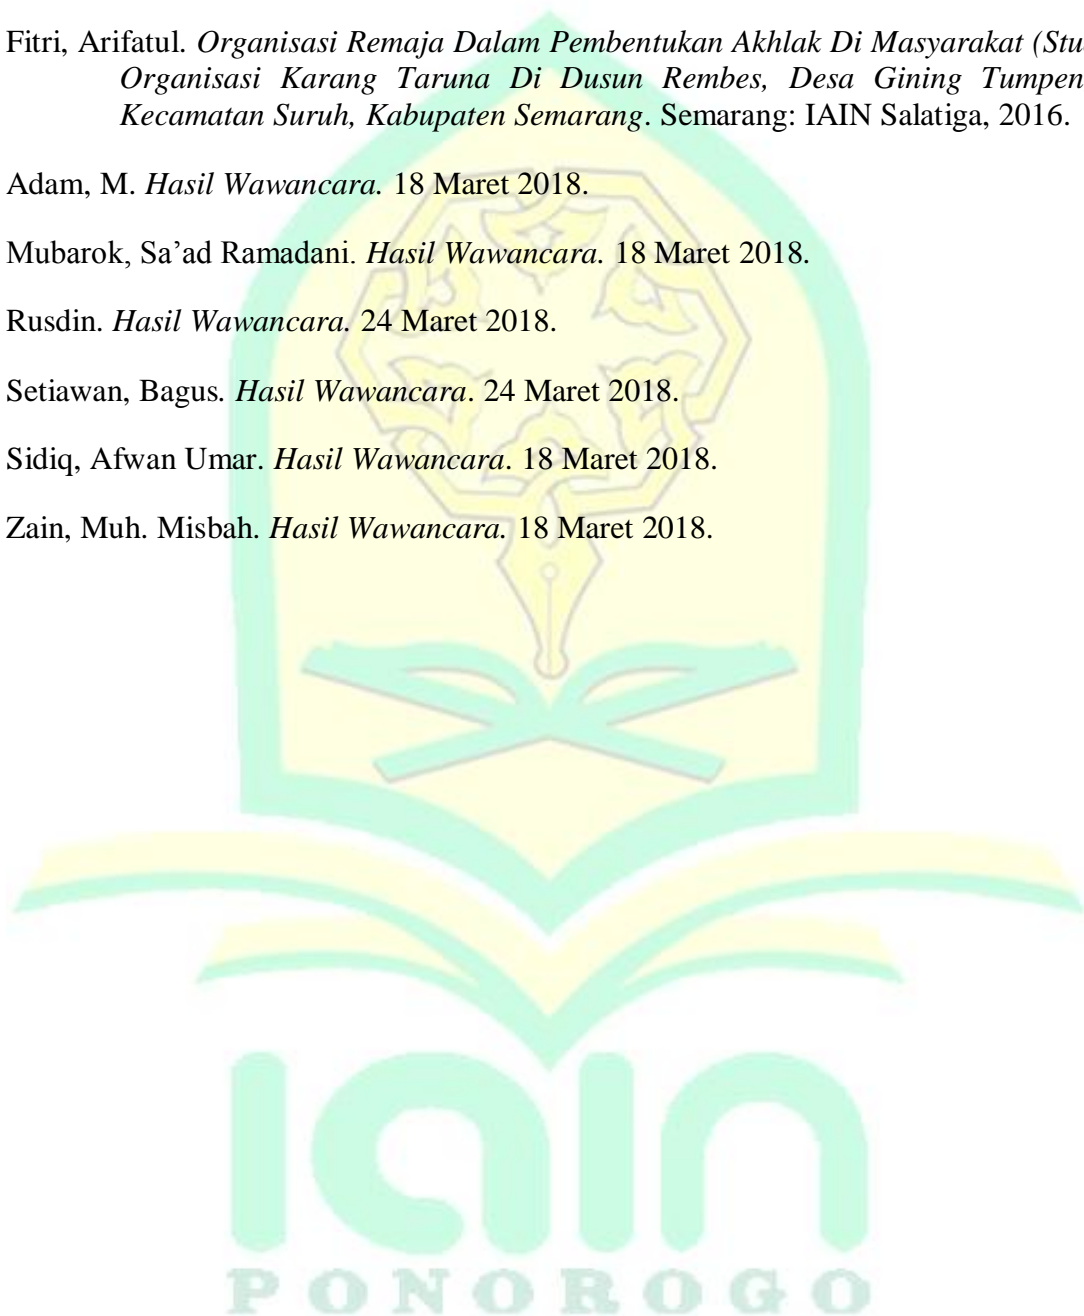 Fitri, Arifatul. Organisasi Remaja Dalam Pembentukan Akhlak Di Masyarakat (Stu
Organisasi Karang Taruna Di Dusun Rembes, Desa Gining Tumpen
Kecamatan Suruh, Kabupaten Semarang. Semarang: IAIN Salatiga, 2016.
Adam, M. Hasil Wawancara. 18 Maret 2018.
Mubarok, Sa’ad Ramadani. Hasil Wawancara. 18 Maret 2018.
Rusdin. Hasil Wawancara. 24 Maret 2018.
Setiawan, Bagus. Hasil Wawancara. 24 Maret 2018.
Sidiq, Afwan Umar. Hasil Wawancara. 18 Maret 2018.
Zain, Muh. Misbah. Hasil Wawancara. 18 Maret 2018.
iain
PONOROGO